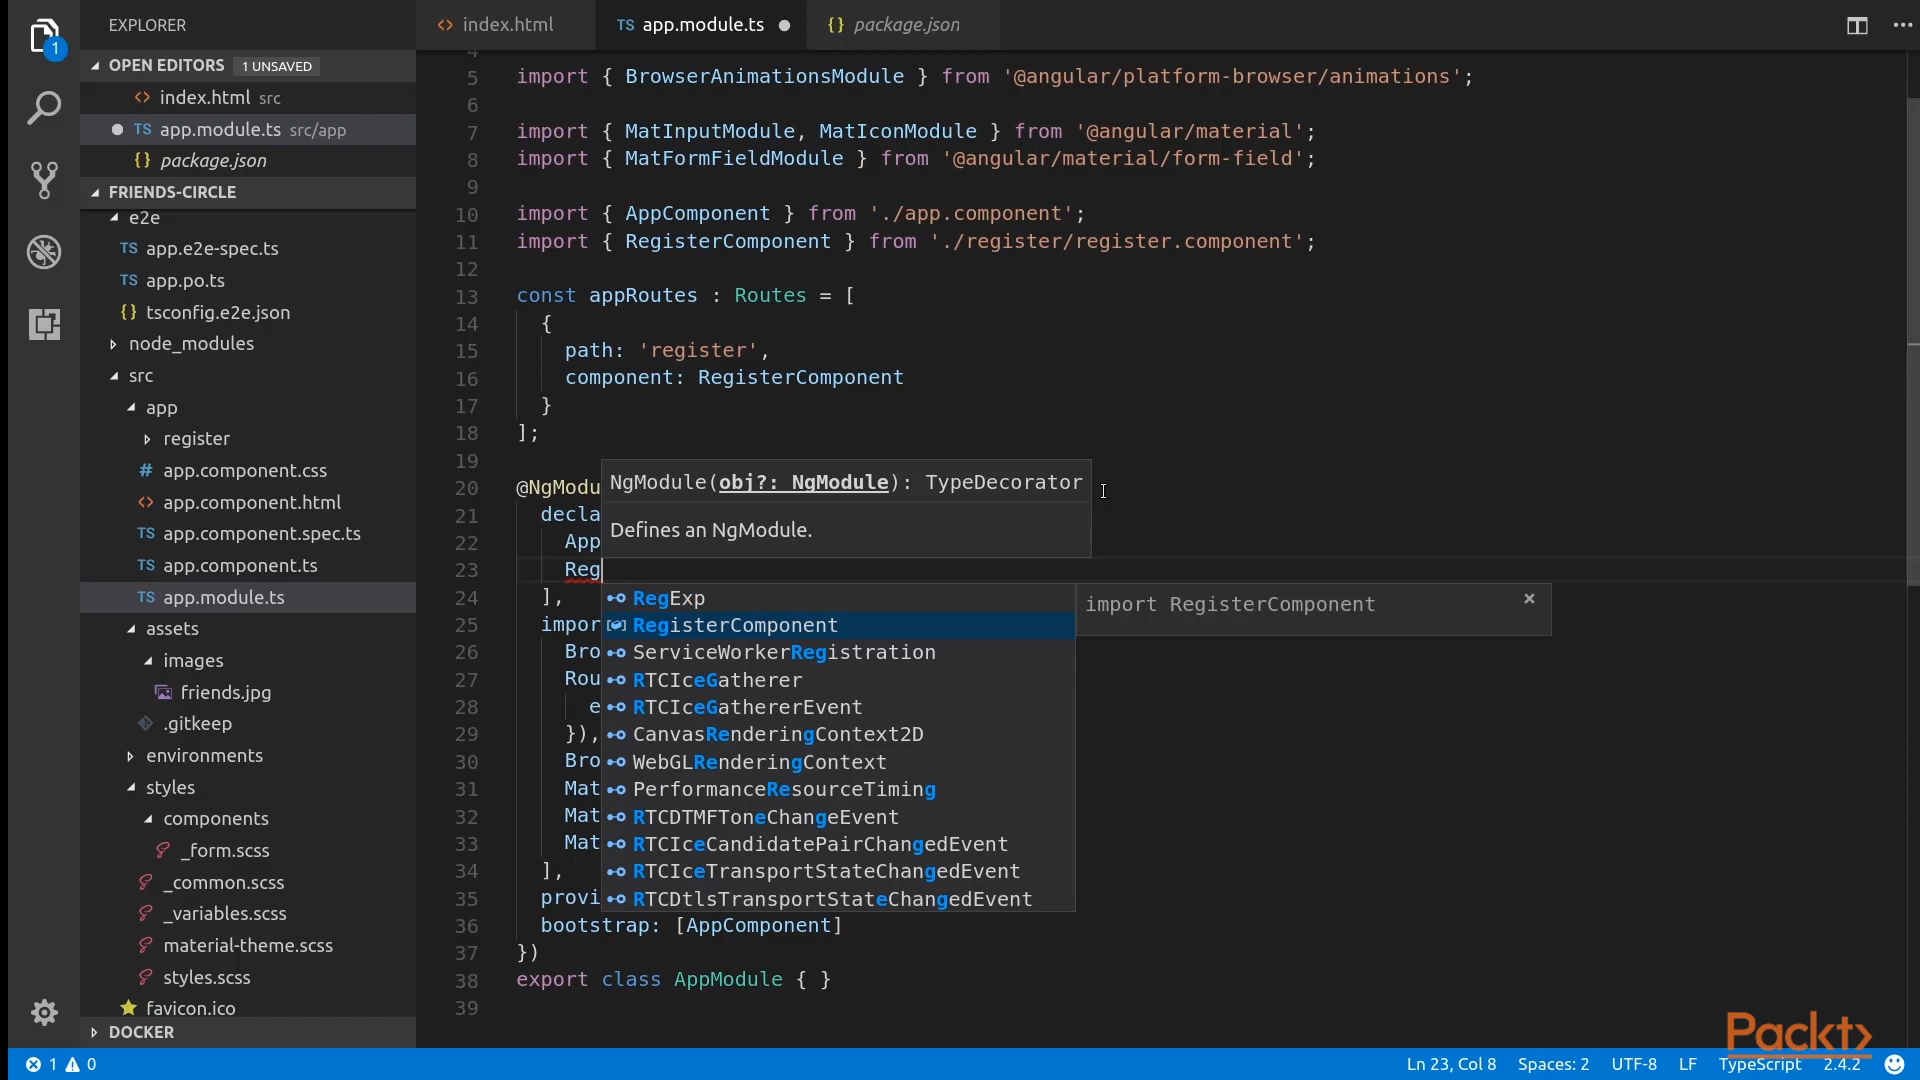 EXPLORER
OPEN EDITORS 1 UNSAVED
index.html src
TS app.module.ts src/app
{} package.json
FRIENDS-CIRCLE
e2e
TS app.e2e-spec.ts
TS app.po.ts
{} tsconfig.e2e.json
node_modules
src
app
register
# app.component.css
<> app.component.html
TS app.component.spec.ts
TS app.component.ts
TS app.module.ts
assets
images
friends.jpg
.gitkeep
environments
styles
components
_form.scss
_common.scss
_variables.scss
material-theme.scss
styles.scss
favicon.ico
DOCKER
1
<> index.html
TS app.module.ts
{} package.json
5 import { BrowserAnimationsModule } from '@angular/platform-browser/animations';
6
7 import { MatInputModule, MatIconModule } from '@angular/material';
8 import { MatFormFieldModule } from '@angular/material/form-field';
9
10 import { AppComponent } from './app.component';
11 import { RegisterComponent } from './register/register.component';
12
13 const appRoutes : Routes = [
14 {
15 path: 'register',
16 component: RegisterComponent
17 }
18 ];
19
20 @NgModu
21 decla
22 App
23 Reg
24 ],
25 impor
26 Bro
27 Rou
28 e
29 }),
30 Bro
31 Mat
32 Mat
33 Mat
34 ],
35 provi
36 bootstrap: [AppComponent]
37 })
38 export class AppModule { }
39
NgModule(obj?: NgModule): TypeDecorator
Defines an NgModule.
RegExp
RegisterComponent
ServiceWorkerRegistration
RTCIceGatherer
RTCIceGathererEvent
CanvasRenderingContext2D
WebGLRenderingContext
PerformanceResourceTiming
RTCDTMFToneChangeEvent
RTCIceCandidatePairChangedEvent
RTCIceTransportStateChangedEvent
RTCDtlsTransportStateChangedEvent
import RegisterComponent ×
Packt>
1 0
Ln 23, Col 8 Spaces: 2 UTF-8 LF TypeScript 2.4.2